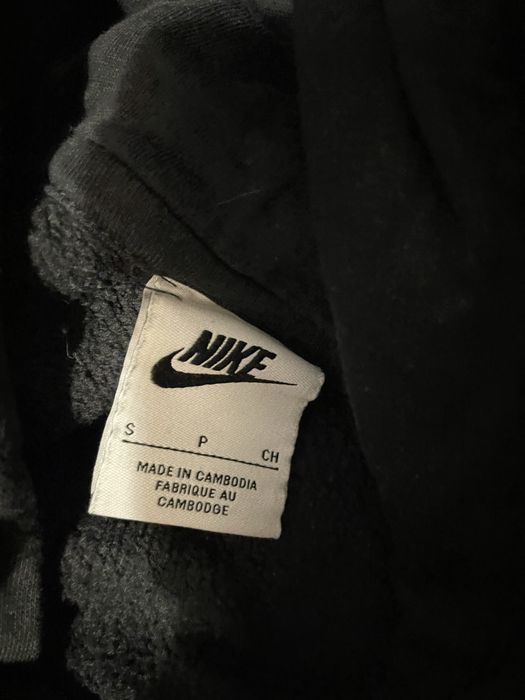 NIKE
S P CH
MADE IN CAMBODIA
FABRIQUE AU
CAMBODGE